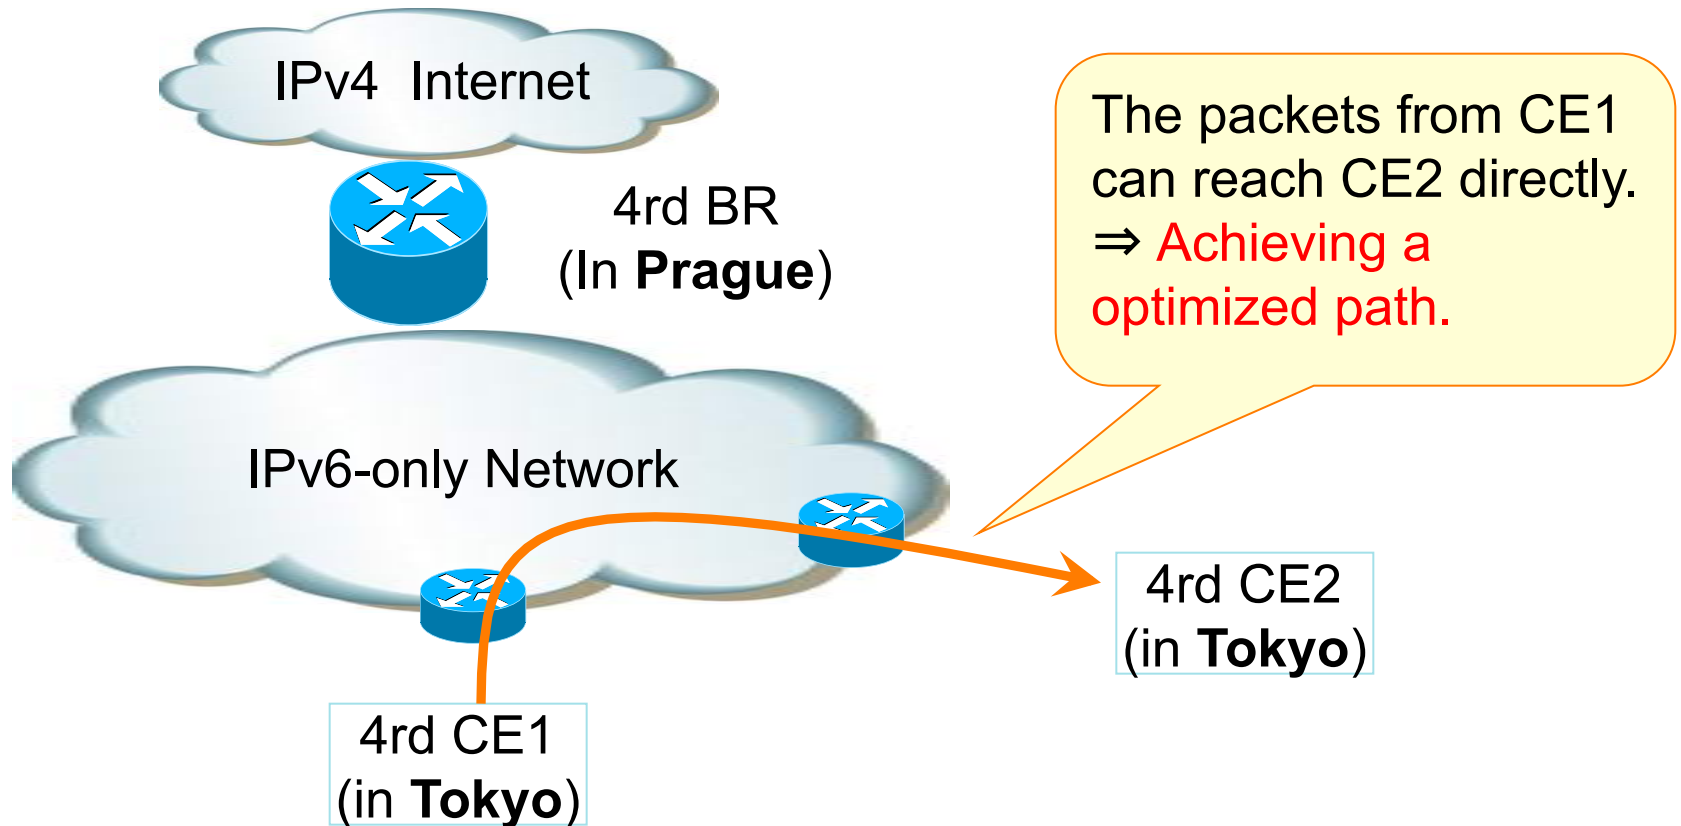 IPv4 Internet
4rd BR
(In Prague)
The packets from CE1
can reach CE2 directly.
⇒ Achieving a
optimized path.
IPv6-only Network
4rd CE2
(in Tokyo)
4rd CE1
(in Tokyo)